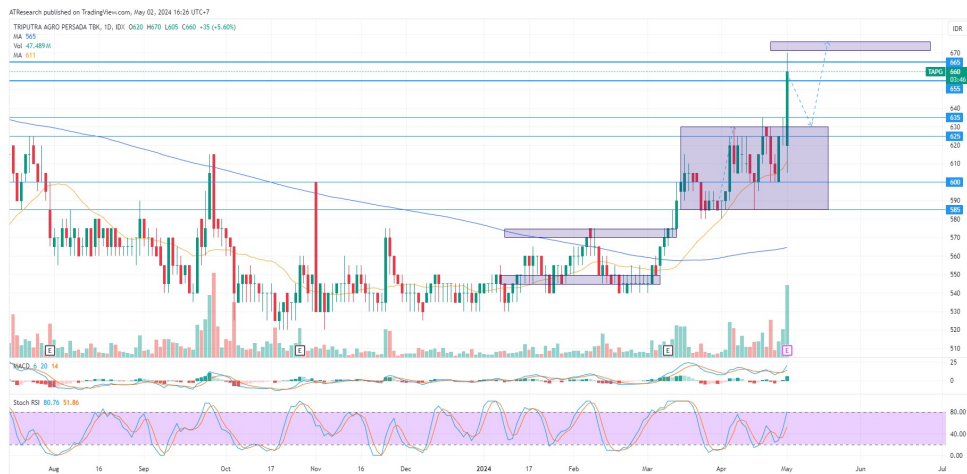 ATResearch published on TradingView.com, May 02, 2024 16:26 UTC+7
TRIPUTRA AGRO PERSADA TBK, 1D, IDX O620 H670 L605 C660 +35 (+5.60%)
MA 565
Vol 47.489M
MA 611
IDR
670
665
TAPG 660
03:46
655
640
635
630
625
620
610
600
590
585
580
570
560
550
540
530
520
510
E E E E
MACD 6 20 14
25
0
Stoch RSI 80.76 51.86
80.00
40.00
0.00
Aug 16 Sep Oct 17 Nov 16 Dec 2024 17 Feb Mar Apr 17 May Jun 17 Jul